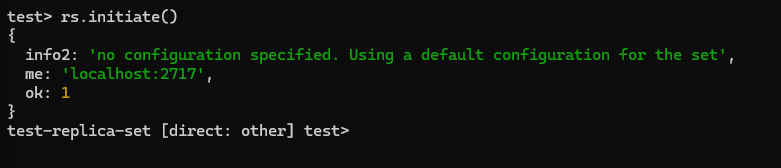 test> rs.initiate()
{
  info2: 'no configuration specified. Using a default configuration for the set',
  me: 'localhost:2717',
  ok: 1
}
test-replica-set [direct: other] test>